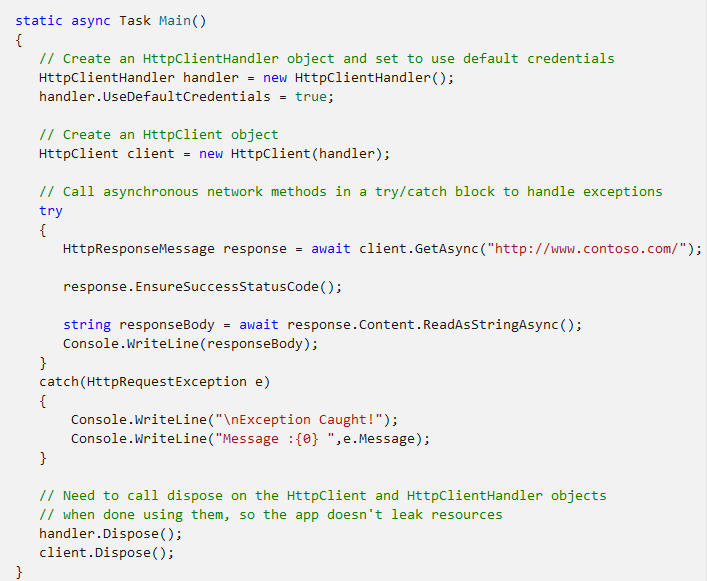 static async Task Main()
{
// Create an HttpClientHandler object and set to use default credentials
HttpClientHandler handler = new HttpClientHandler();
handler.UseDefaultCredentials = true;
// Create an HttpClient object
HttpClient client = new HttpClient(handler);
// Call asynchronous network methods in a try/catch block to handle exceptions
try
{
HttpResponseMessage response = await client.GetAsync("http://www.contoso.com/");
response.EnsureSuccessStatusCode();
string responseBody = await response.Content.ReadAsStringAsync();
Console.WriteLine(responseBody);
}
catch(HttpRequestException e)
{
Console.WriteLine("\nException Caught!");
Console.WriteLine("Message :{0} ",e.Message);
}
// Need to call dispose on the HttpClient and HttpClientHandler objects
// when done using them, so the app doesn't leak resources
handler.Dispose();
client.Dispose();
}